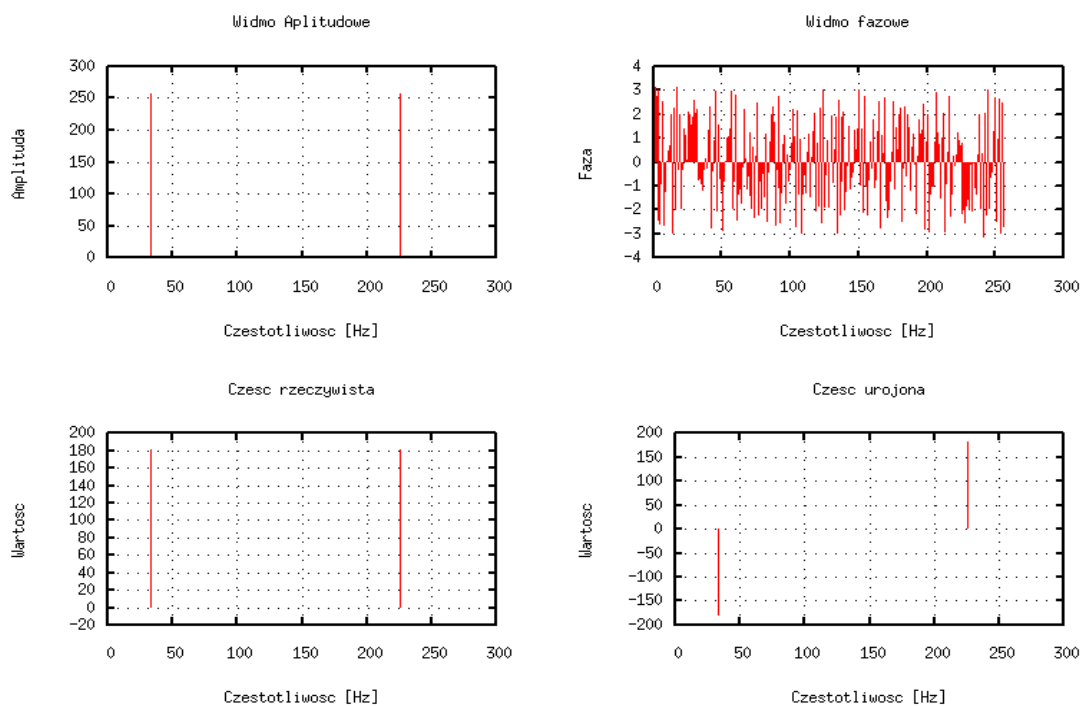 Widmo Aplitudowe
300
250
200
150
100
50
0
Amplituda
0 50 100 150 200 250 300
Czestotliwosc [Hz]
Widmo fazowe
4
3
2
1
0
-1
-2
-3
-4
Faza
0 50 100 150 200 250 300
Czestotliwosc [Hz]
Czesc rzeczywista
200
180
160
140
120
100
80
60
40
20
0
-20
Wartosc
0 50 100 150 200 250 300
Czestotliwosc [Hz]
Czesc urojona
200
150
100
50
0
-50
-100
-150
-200
Wartosc
0 50 100 150 200 250 300
Czestotliwosc [Hz]